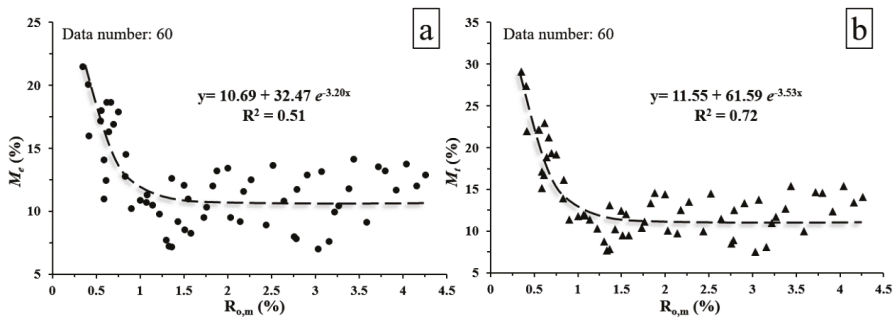 25
20
15
10
5
Me (%)
Data number: 60
a
y= 10.69 + 32.47 e-3.20x
R2 = 0.51
0 0.5 1 1.5 2 2.5 3 3.5 4 4.5
Ro,m (%)
35
30
25
20
15
10
5
Mt (%)
Data number: 60
b
y= 11.55 + 61.59 e-3.53x
R2 = 0.72
0 0.5 1 1.5 2 2.5 3 3.5 4 4.5
Ro,m (%)